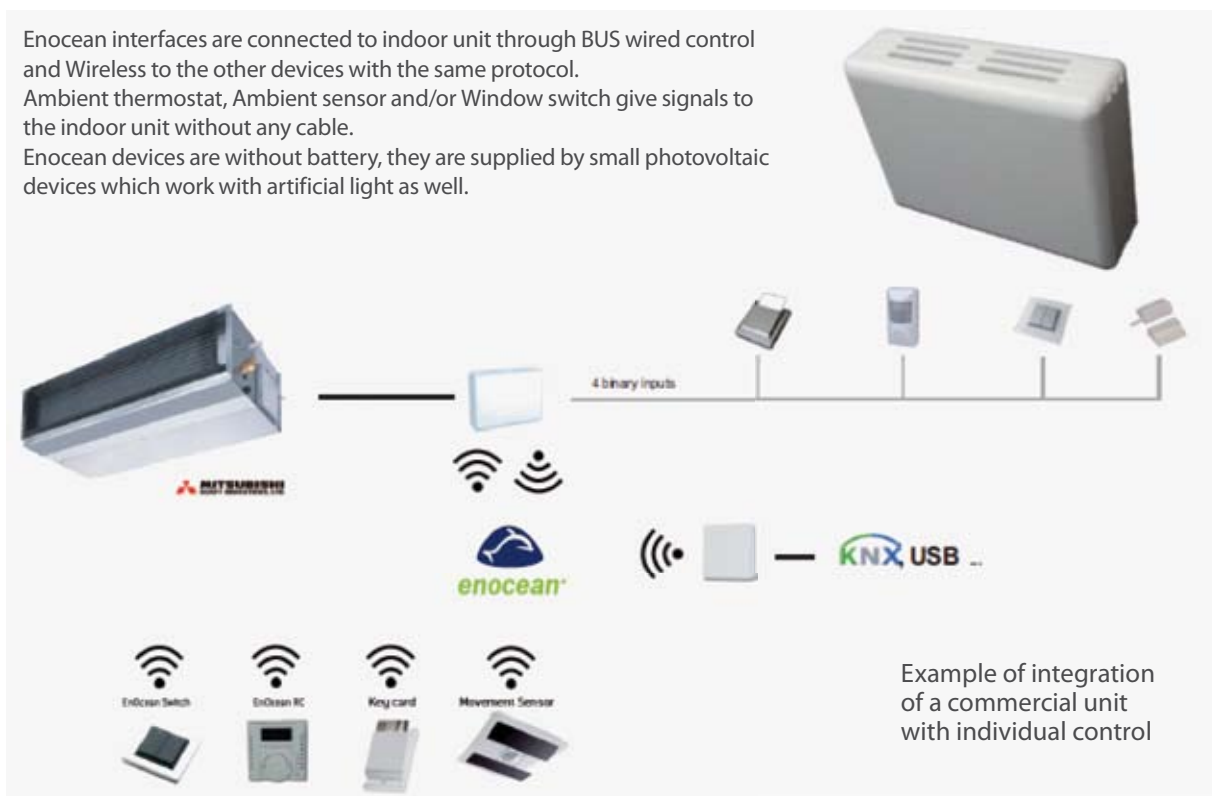 Enocean interfaces are connected to indoor unit through BUS wired control
and Wireless to the other devices with the same protocol.
Ambient thermostat, Ambient sensor and/or Window switch give signals to
the indoor unit without any cable.
Enocean devices are without battery, they are supplied by small photovoltaic
devices which work with artificial light as well.
4 binary inputs
MITSUBISHI
HEAVY INDUSTRIES, LTD.
enocean®
KNX, USB ...
EnOcean Switch
EnOcean RC
Key card
Movement Sensor
Example of integration
of a commercial unit
with individual control